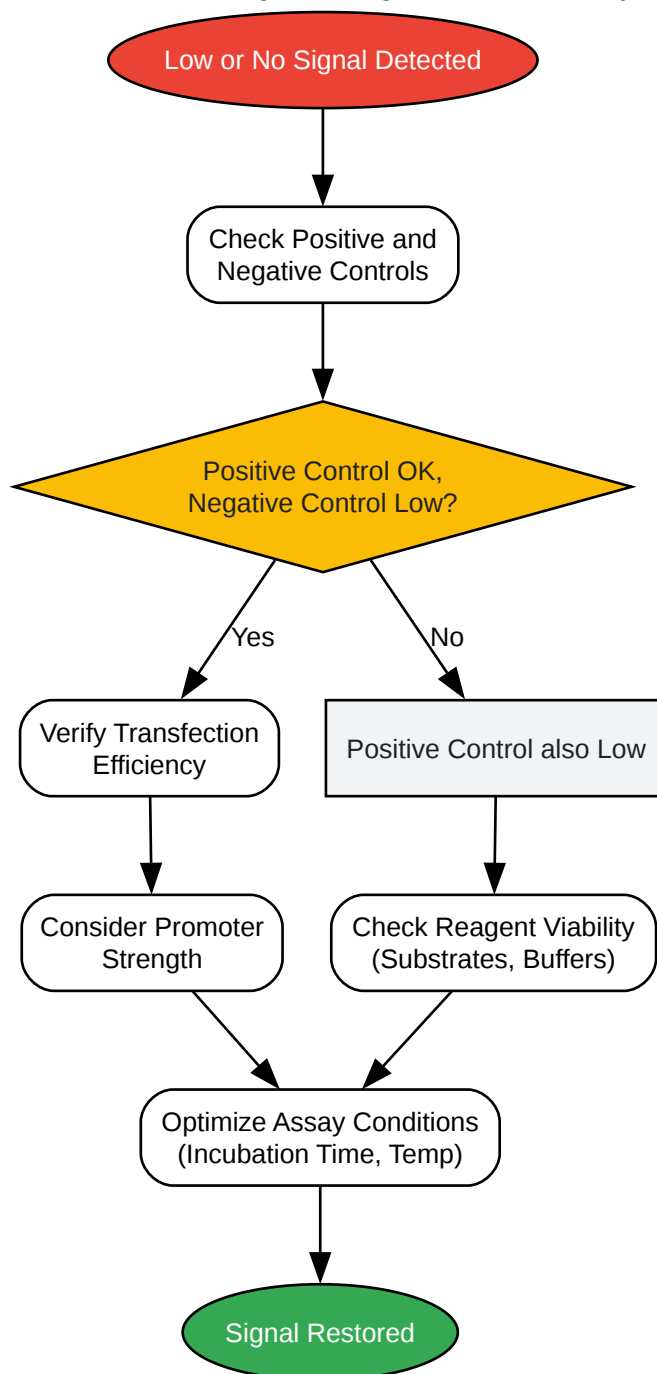 Low or No Signal Detected
Check Positive and
Negative Controls
Positive Control OK,
Negative Control Low?
Yes
No
Verify Transfection
Efficiency
Positive Control also Low
Consider Promoter
Strength
Check Reagent Viability
(Substrates, Buffers)
Optimize Assay Conditions
(Incubation Time, Temp)
Signal Restored